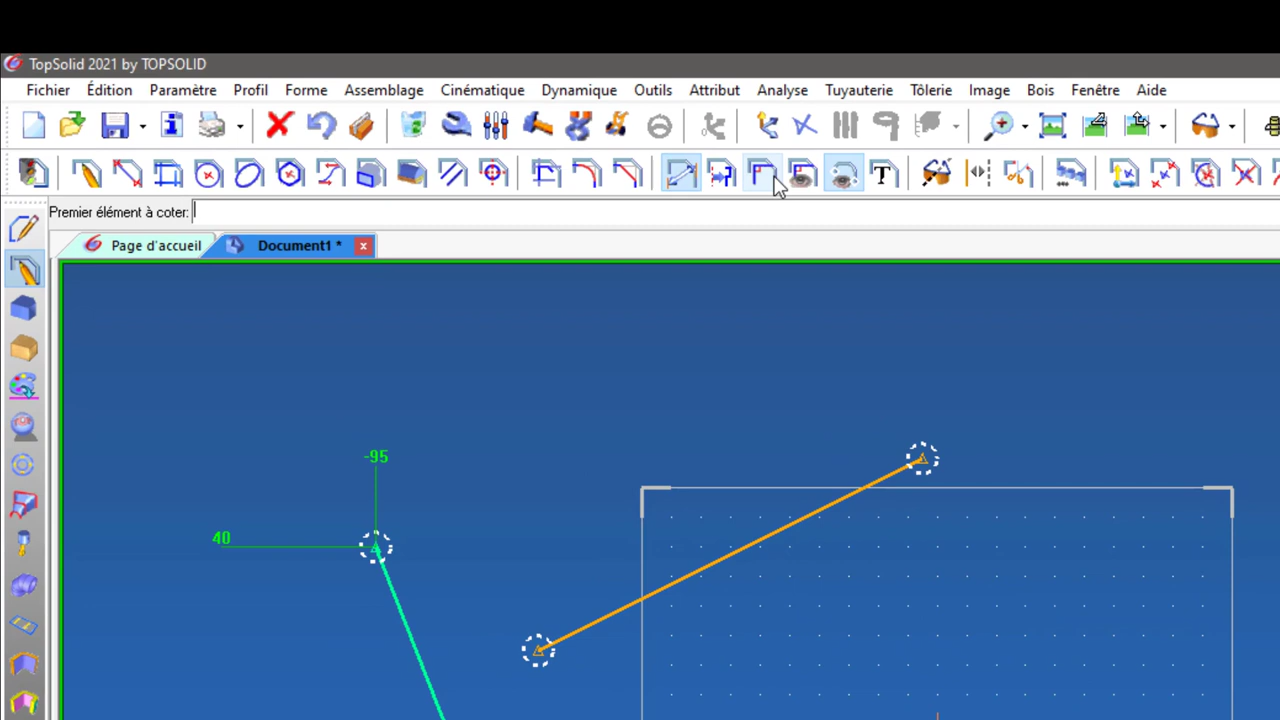 TopSolid 2021 by TOPSOLID
Fichier Édition Paramètre Profil Forme Assemblage Cinématique Dynamique Outils Attribut Analyse Tuyauterie Tôlerie Image Bois Fenêtre Aide
T
Premier élément à coter:
Page d'accueil Document1 * x
-95
40